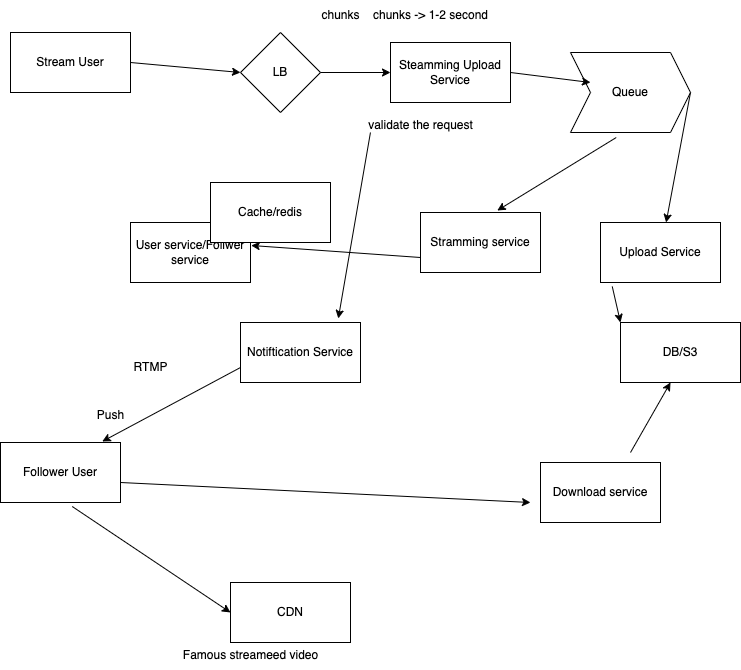 chunks    chunks -> 1-2 second
Stream User
LB
Steamming Upload
Service
Queue
validate the request
Cache/redis
User service/Follwer
service
Stramming service
Upload Service
Notiftication Service
DB/S3
RTMP
Push
Follower User
Download service
CDN
Famous streameed video